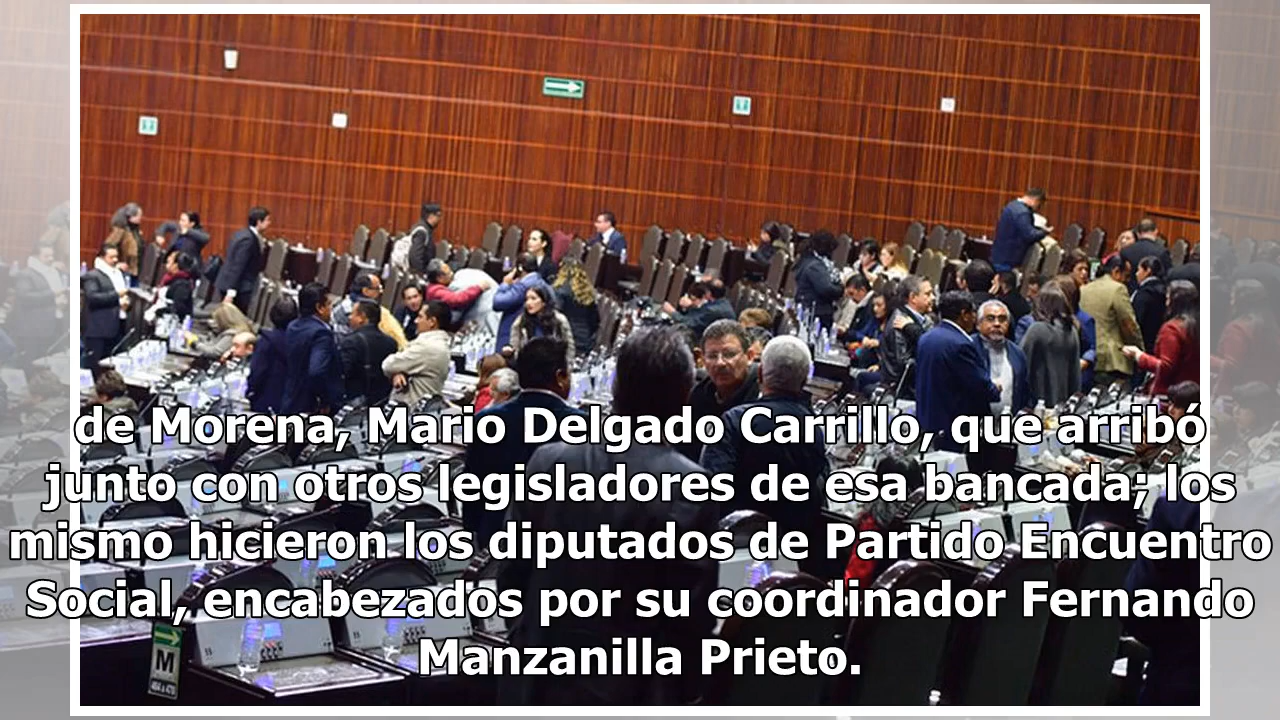 de Morena, Mario Delgado Carrillo, que arribó
junto con otros legisladores de esa bancada; los
mismo hicieron los diputados de Partido Encuentro
Social, encabezados por su coordinador Fernando
Manzanilla Prieto.
M